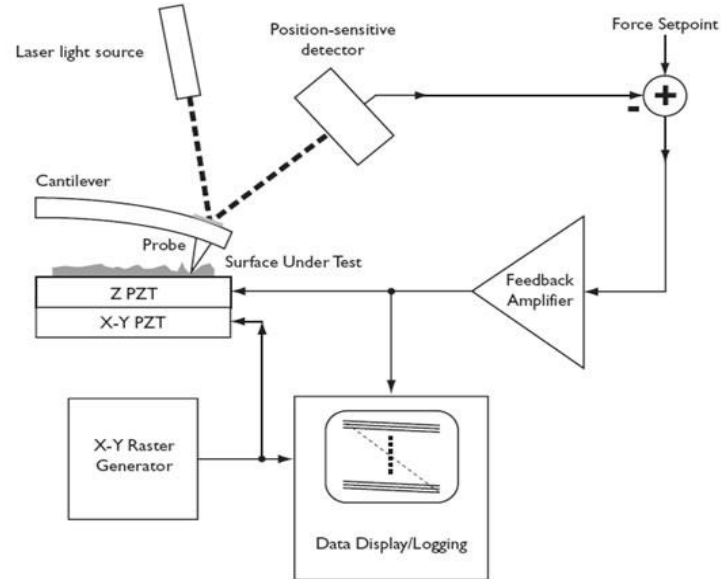 Laser light source
Position-sensitive
detector
Force Setpoint
+
-
Cantilever
Probe
Surface Under Test
Z PZT
X-Y PZT
Feedback
Amplifier
X-Y Raster
Generator
Data Display/Logging